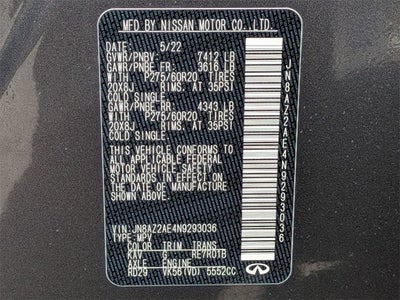 MFD BY NISSAN MOTOR CO.,LTD.
DATE: 5/22
GVWR/PNBV: 7412 LB
GAWR/PNBE FR 3616 LB
WITH P275/60R20 TIRES
20X8J RIMS, AT 35PSI
COLD SINGLE
GAWR/PNBE RR 4343 LB
WITH P275/60R20 TIRES
20X8J RIMS, AT 35PSI
COLD SINGLE
THIS VEHICLE CONFORMS TO
ALL APPLICABLE FEDERAL
MOTOR VEHICLE SAFETY
STANDARDS IN EFFECT ON
THE DATE OF MANUFACTURE
SHOWN ABOVE.
VIN:JN8AZ2AE4N9293036
TYPE:MPV
COLOR TRIM TRANS
KAV G RE7R01B
AXLE ENGINE
RD29 VK56(VD) 5552CC
JN8AZ2AE4N9293036